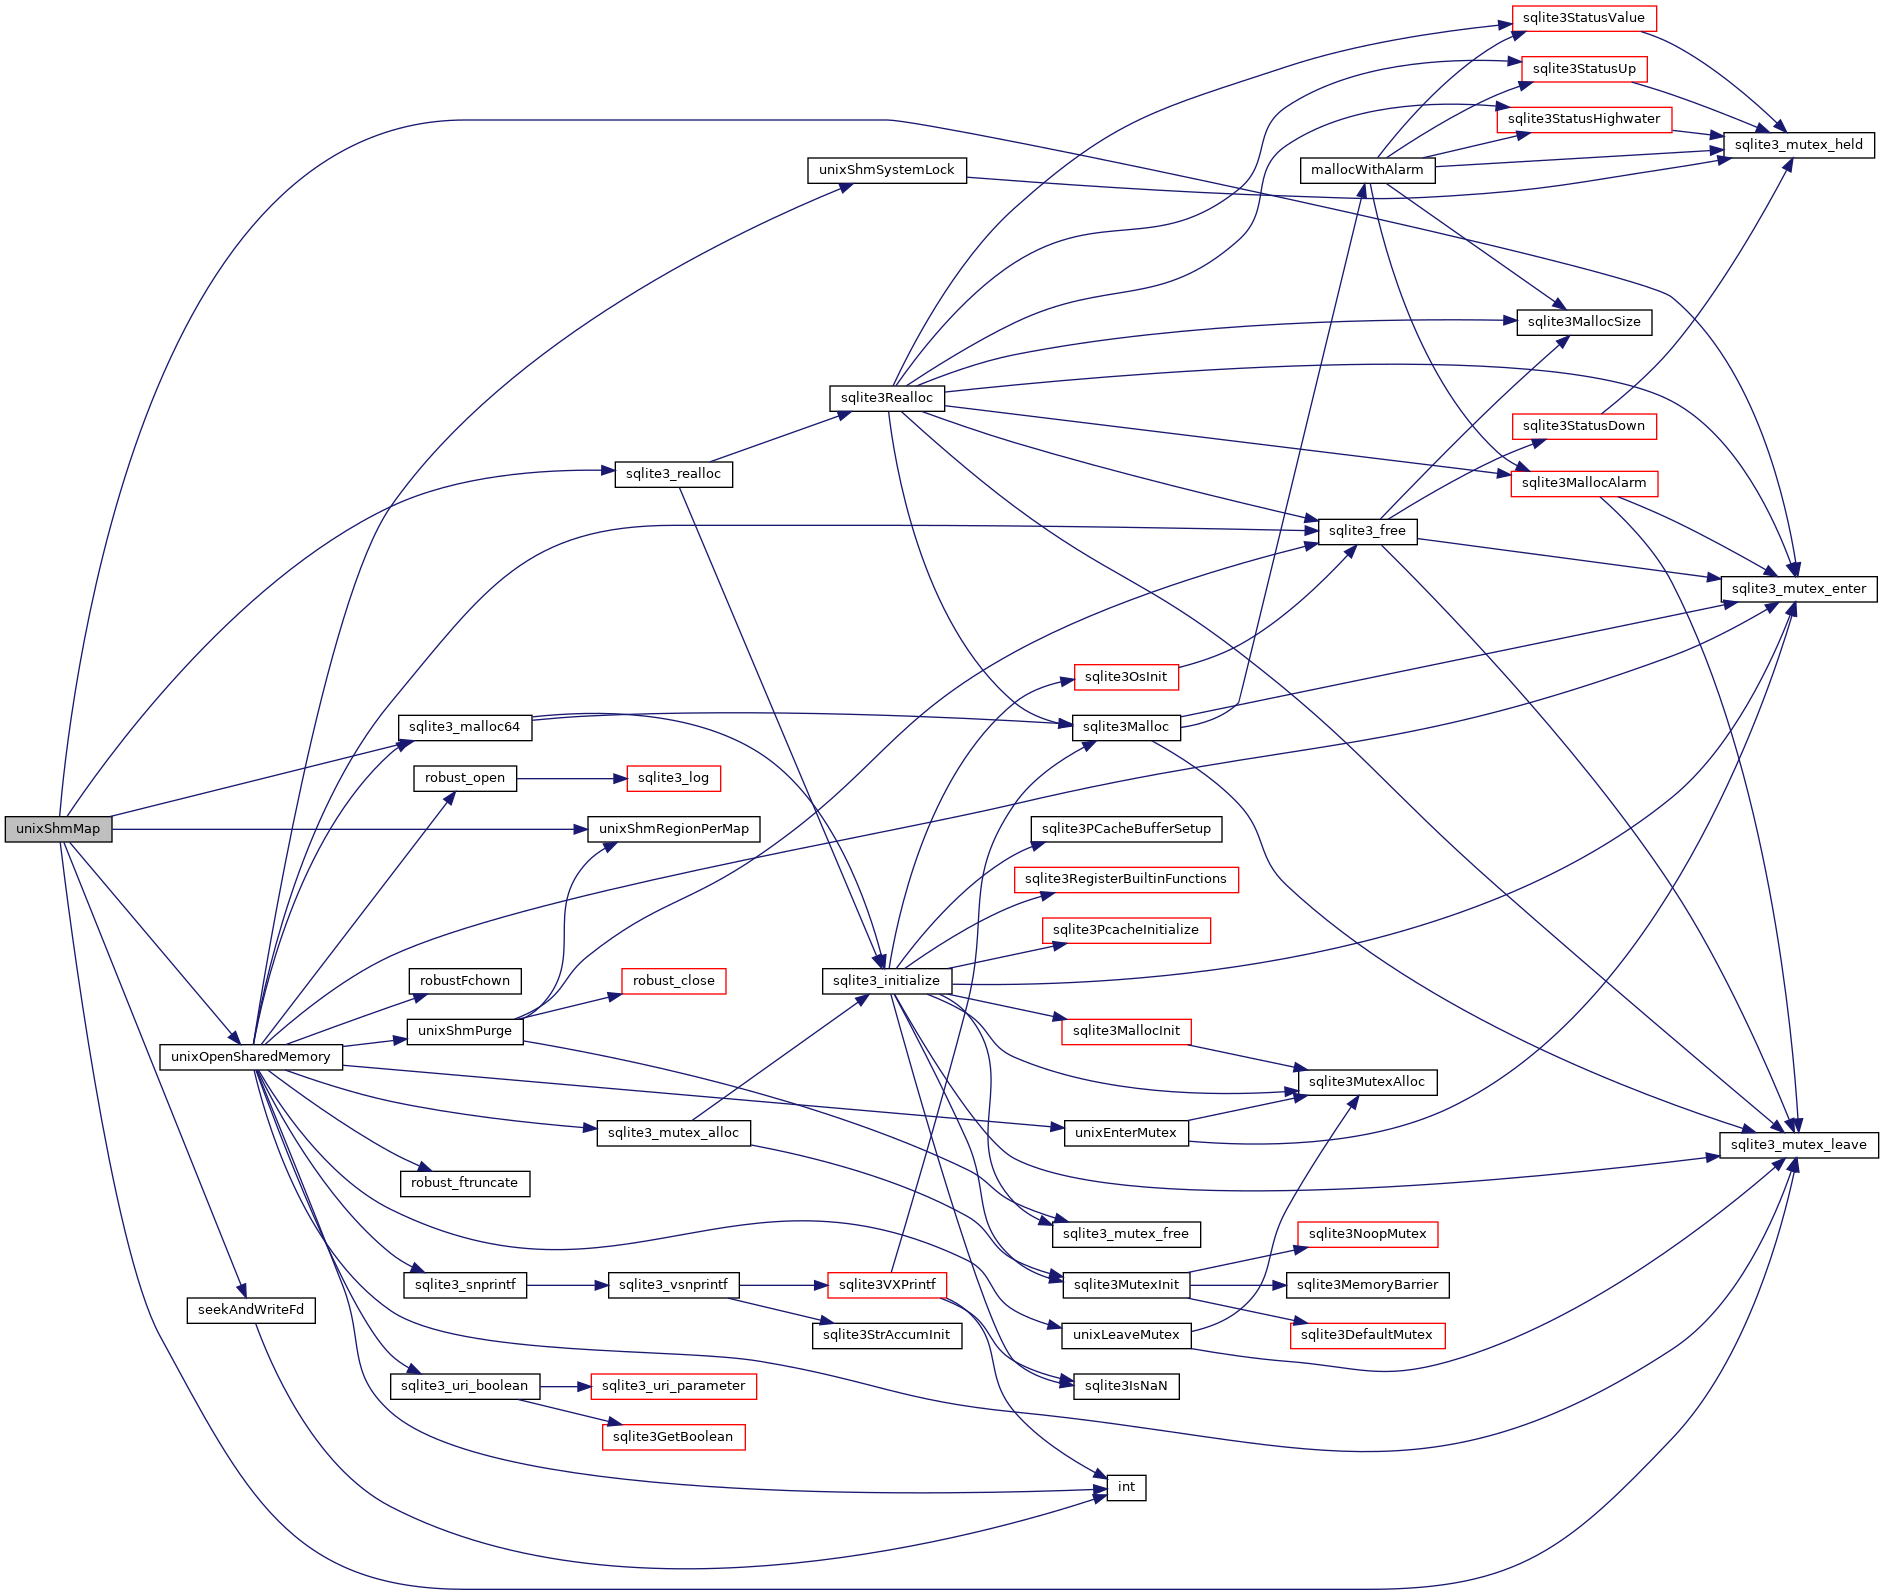 sqlite3StatusValue
sqlite3StatusUp
sqlite3StatusHighwater
sqlite3_mutex_held
unixShmSystemLock
mallocWithAlarm
sqlite3MallocSize
sqlite3Realloc
sqlite3StatusDown
sqlite3_realloc
sqlite3MallocAlarm
sqlite3_free
sqlite3_mutex_enter
sqlite3OsInit
sqlite3_malloc64
sqlite3Malloc
robust_open
sqlite3_log
unixShmMap
unixShmRegionPerMap
sqlite3PCacheBufferSetup
sqlite3RegisterBuiltinFunctions
sqlite3PcacheInitialize
robustFchown
robust_close
sqlite3_initialize
unixShmPurge
sqlite3MallocInit
unixOpenSharedMemory
sqlite3MutexAlloc
sqlite3_mutex_alloc
unixEnterMutex
sqlite3_mutex_leave
robust_ftruncate
sqlite3_mutex_free
sqlite3NoopMutex
sqlite3_snprintf
sqlite3_vsnprintf
sqlite3VXPrintf
sqlite3MutexInit
sqlite3MemoryBarrier
seekAndWriteFd
sqlite3StrAccumInit
unixLeaveMutex
sqlite3DefaultMutex
sqlite3_uri_boolean
sqlite3_uri_parameter
sqlite3IsNaN
sqlite3GetBoolean
int